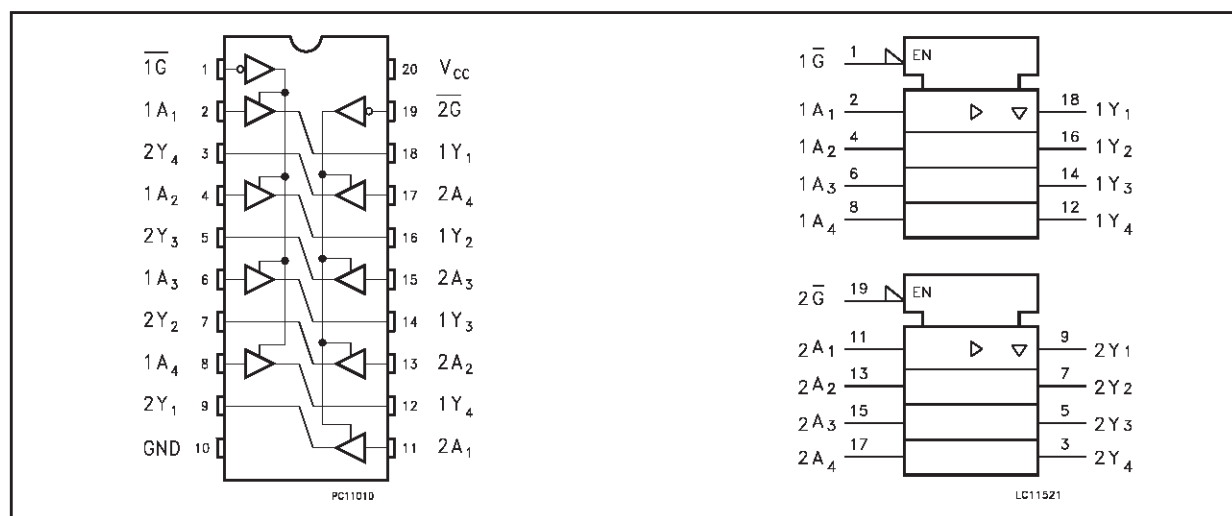 1G̅ 1 20 V_CC
1A₁ 2 19 2G̅
2Y₄ 3 18 1Y₁
1A₂ 4 17 2A₄
2Y₃ 5 16 1Y₂
1A₃ 6 15 2A₃
2Y₂ 7 14 1Y₃
1A₄ 8 13 2A₂
2Y₁ 9 12 1Y₄
GND 10 11 2A₁
PC11010
1G̅ 1 EN
1A₁ 2 18 1Y₁
1A₂ 4 16 1Y₂
1A₃ 6 14 1Y₃
1A₄ 8 12 1Y₄
2G̅ 19 EN
2A₁ 11 9 2Y₁
2A₂ 13 7 2Y₂
2A₃ 15 5 2Y₃
2A₄ 17 3 2Y₄
LC11521